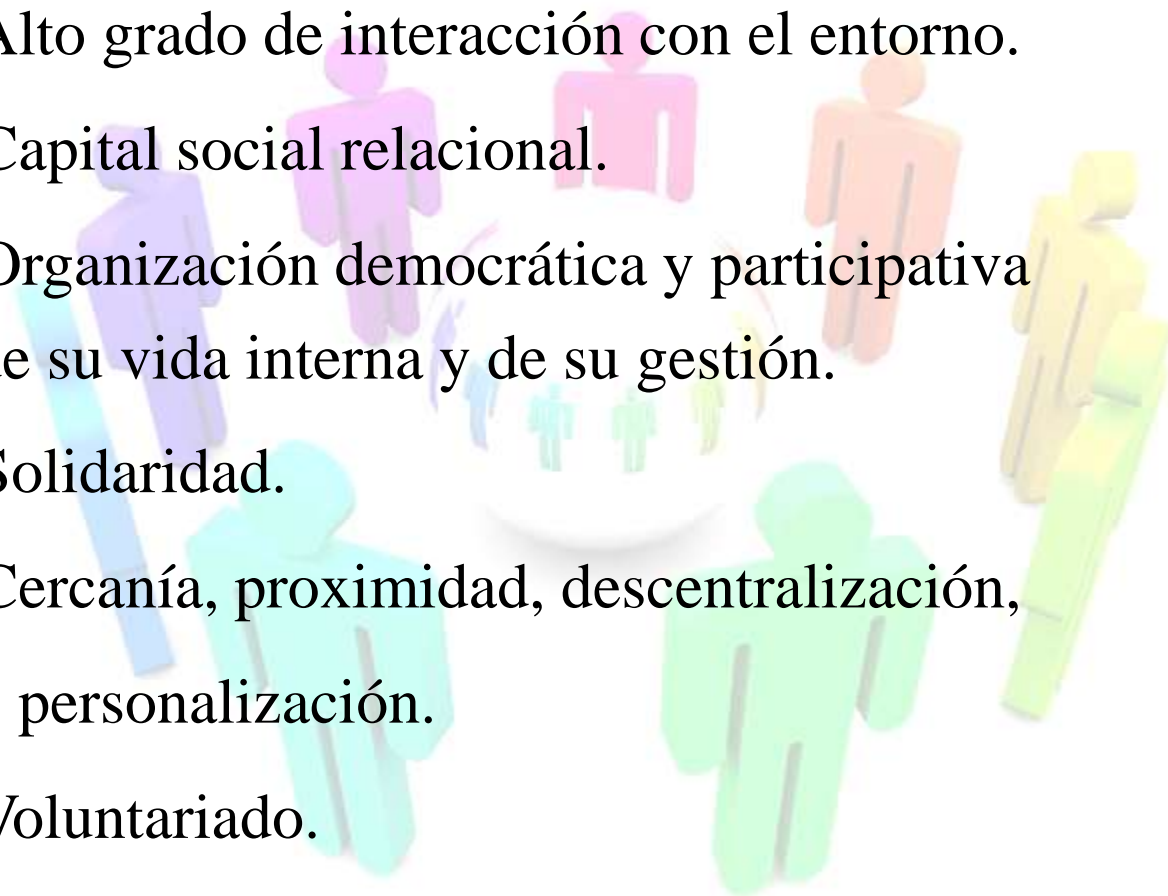 Alto grado de interacción con el entorno.
Capital social relacional.
Organización democrática y participativa
de su vida interna y de su gestión.
Solidaridad.
Cercanía, proximidad, descentralización,
personalización.
Voluntariado.